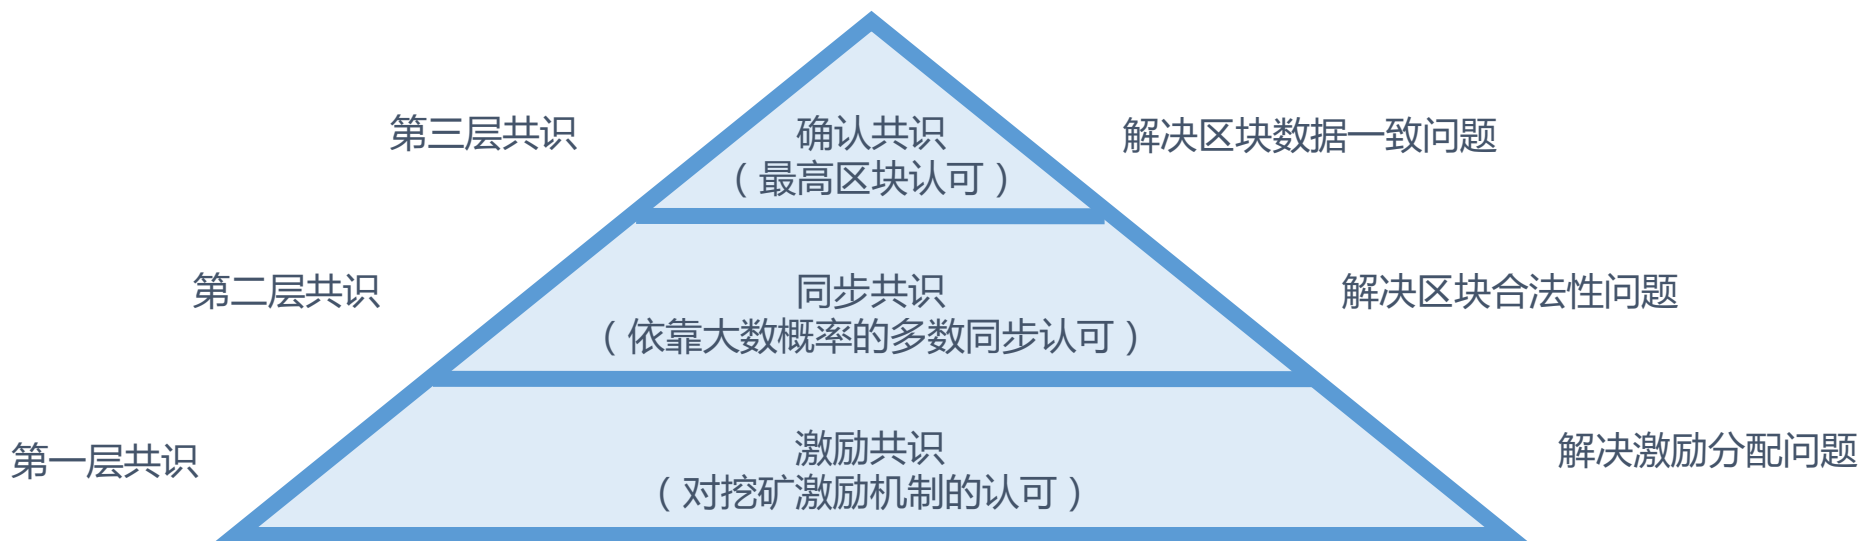 第三层共识
确认共识
（最高区块认可）
解决区块数据一致问题
第二层共识
同步共识
（依靠大数概率的多数同步认可）
解决区块合法性问题
第一层共识
激励共识
（对挖矿激励机制的认可）
解决激励分配问题